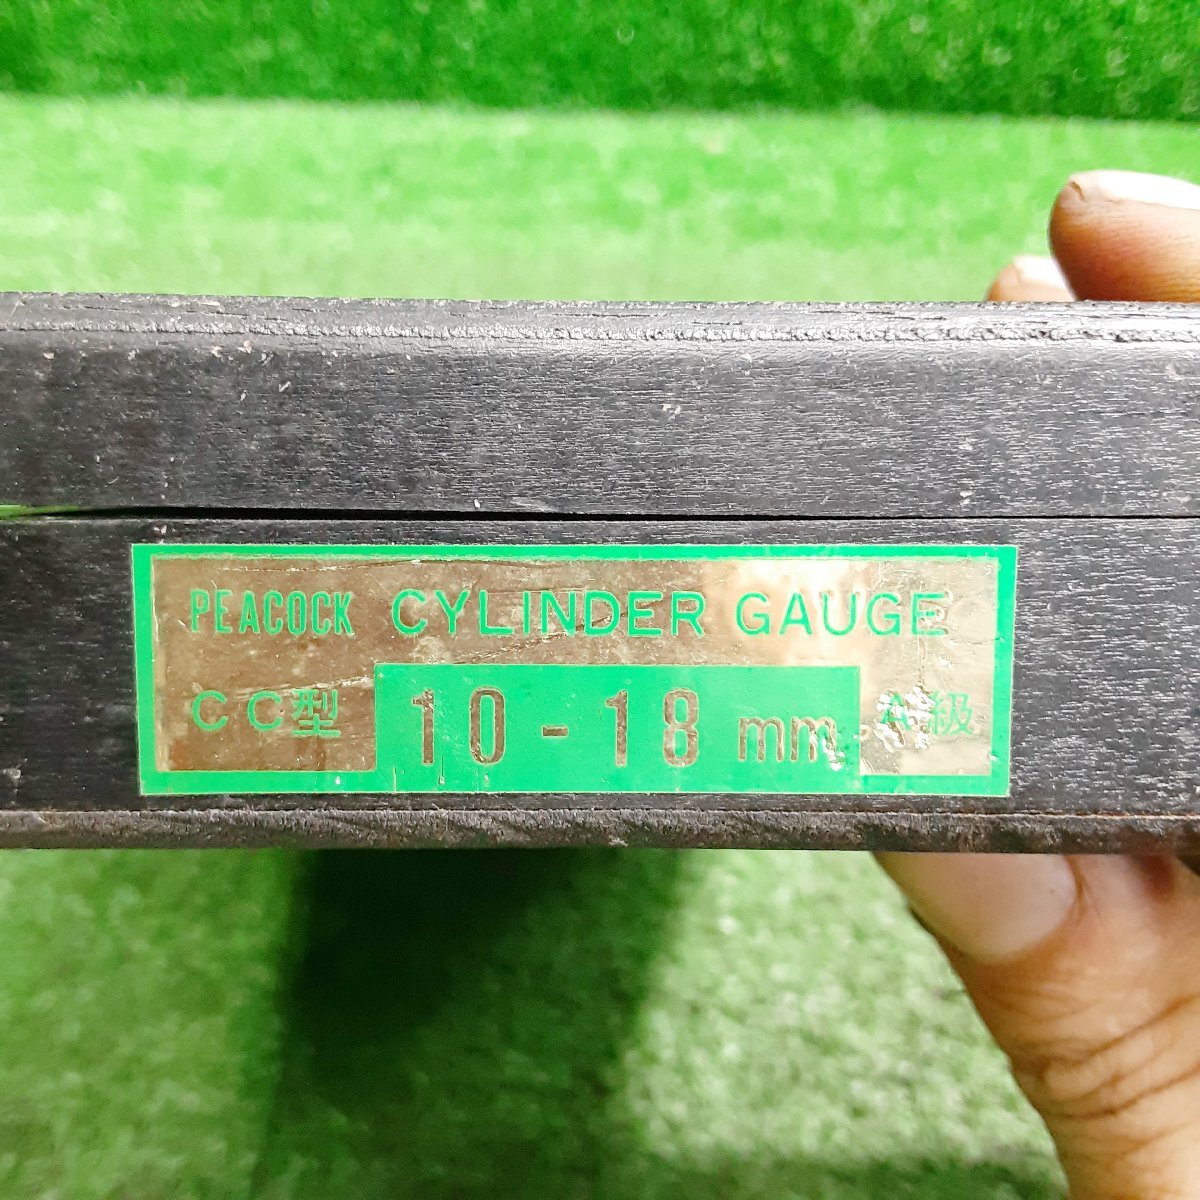 PEACOCK CYLINDER GAUGE
CC型 10-18 mm A級